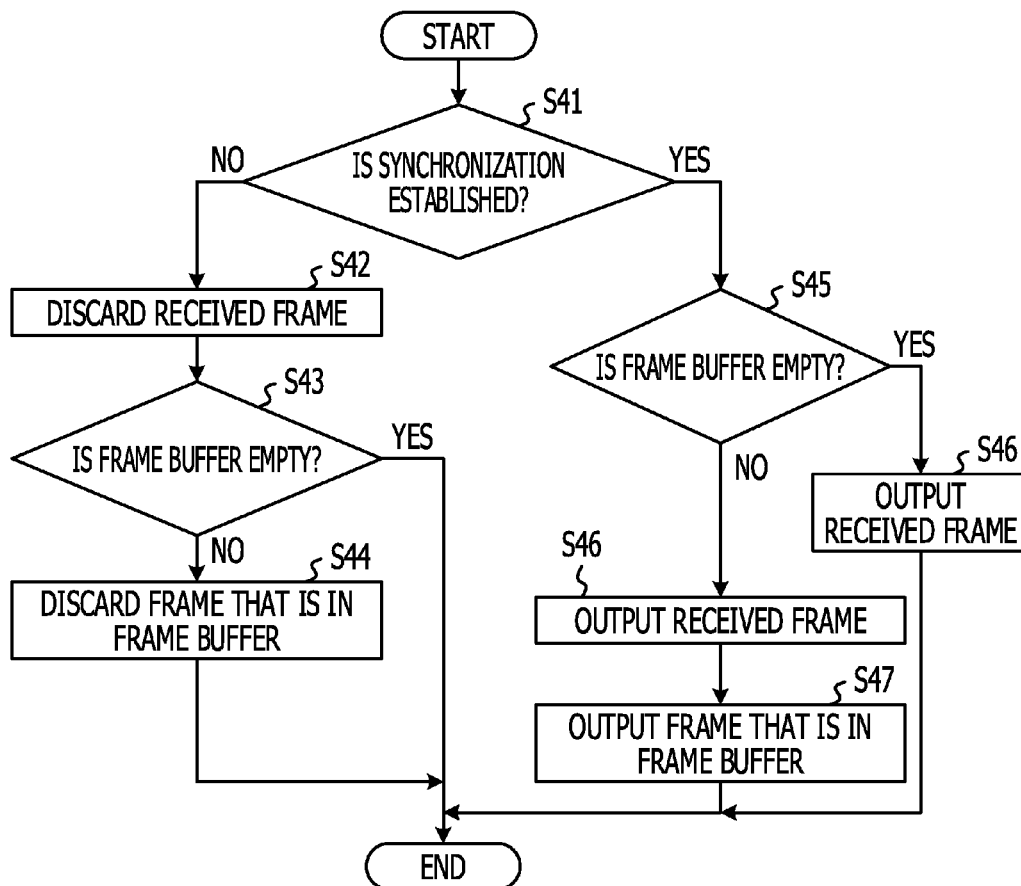 START
S41
NO
YES
IS SYNCHRONIZATION
ESTABLISHED?
S42
DISCARD RECEIVED FRAME
S43
IS FRAME BUFFER EMPTY?
YES
NO
S44
DISCARD FRAME THAT IS IN
FRAME BUFFER
S45
IS FRAME BUFFER EMPTY?
YES
NO
S46
OUTPUT
RECEIVED FRAME
S46
OUTPUT RECEIVED FRAME
S47
OUTPUT FRAME THAT IS IN
FRAME BUFFER
END